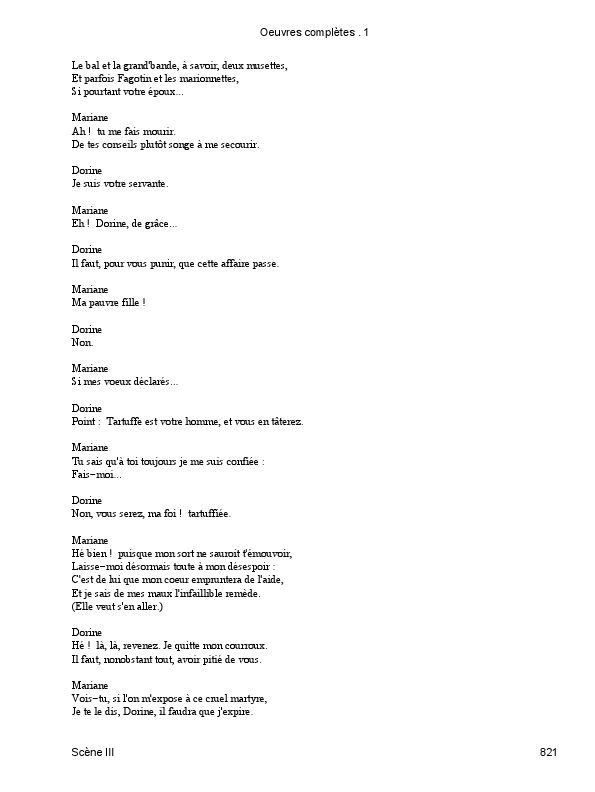 Oeuvres complètes . 1
Le bal et la grand'bande, à savoir, deux musettes,
Et parfois Fagotin et les marionnettes,
Si pourtant votre époux...
Mariane
Ah ! tu me fais mourir.
De tes conseils plutôt songe à me secourir.
Dorine
Je suis votre servante.
Mariane
Eh ! Dorine, de grâce...
Dorine
Il faut, pour vous punir, que cette affaire passe.
Mariane
Ma pauvre fille !
Dorine
Non.
Mariane
Si mes voeux déclarés...
Dorine
Point : Tartuffe est votre homme, et vous en tâterez.
Mariane
Tu sais qu'à toi toujours je me suis confiée :
Fais−moi...
Dorine
Non, vous serez, ma foi ! tartuffiée.
Mariane
Hé bien ! puisque mon sort ne sauroit t'émouvoir,
Laisse−moi désormais toute à mon désespoir :
C'est de lui que mon coeur empruntera de l'aide,
Et je sais de mes maux l'infaillible remède.
(Elle veut s'en aller.)
Dorine
Hé ! là, là, revenez. Je quitte mon courroux.
Il faut, nonobstant tout, avoir pitié de vous.
Mariane
Vois−tu, si l'on m'expose à ce cruel martyre,
Je te le dis, Dorine, il faudra que j'expire.
Scène III
821